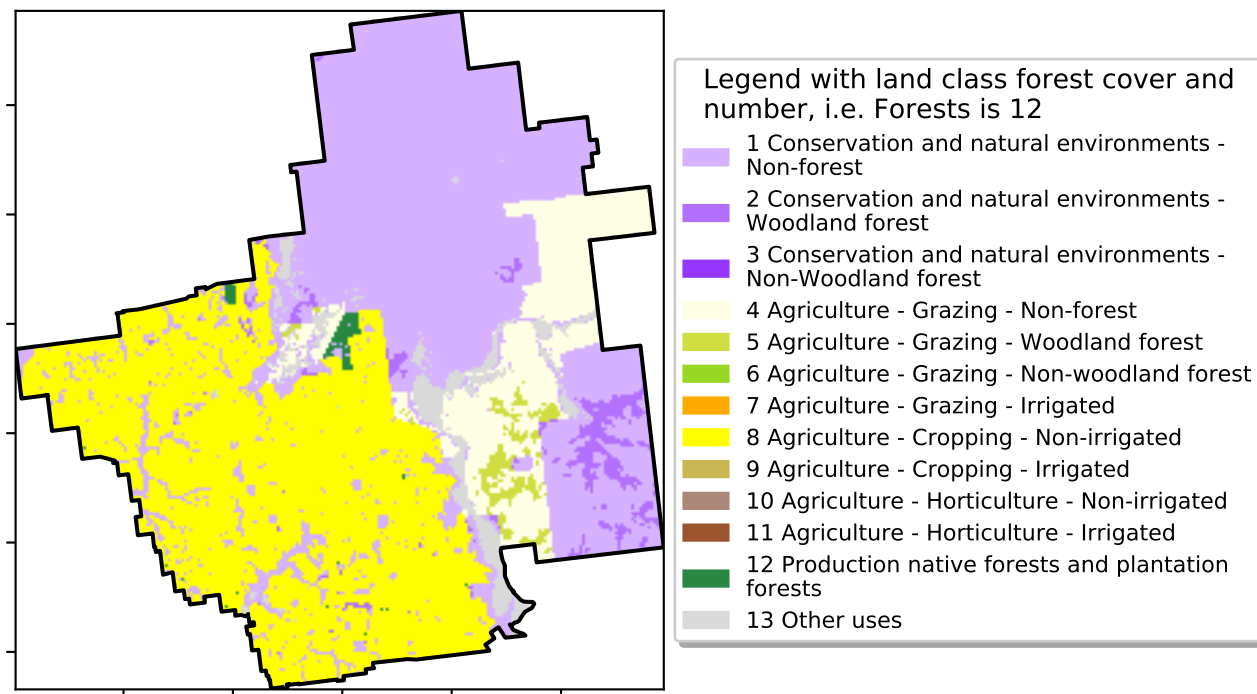 Legend with land class forest cover and
number, i.e. Forests is 12
1 Conservation and natural environments -
Non-forest
2 Conservation and natural environments -
Woodland forest
3 Conservation and natural environments -
Non-Woodland forest
4 Agriculture - Grazing - Non-forest
5 Agriculture - Grazing - Woodland forest
6 Agriculture - Grazing - Non-woodland forest
7 Agriculture - Grazing - Irrigated
8 Agriculture - Cropping - Non-irrigated
9 Agriculture - Cropping - Irrigated
10 Agriculture - Horticulture - Non-irrigated
11 Agriculture - Horticulture - Irrigated
12 Production native forests and plantation
forests
13 Other uses